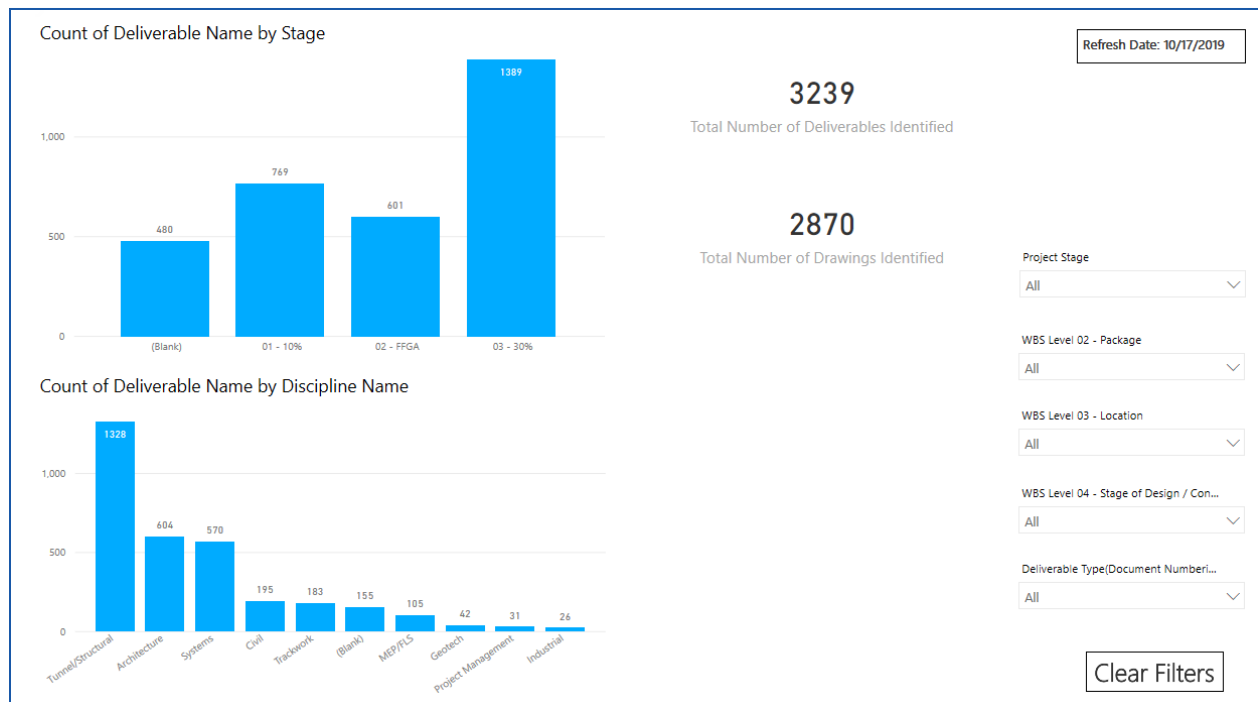 Count of Deliverable Name by Stage
1,000
500
0
480
769
601
1389
(Blank)
01 - 10%
02 - FFGA
03 - 30%
Count of Deliverable Name by Discipline Name
1,000
500
0
1328
604
570
195
183
155
105
42
31
26
Tunnel/Structural
Architecture
Systems
Civil
Trackwork
(Blank)
MEP/FLS
Geotech
Project Management
Industrial
3239
Total Number of Deliverables Identified
2870
Total Number of Drawings Identified
Refresh Date: 10/17/2019
Project Stage
All
WBS Level 02 - Package
All
WBS Level 03 - Location
All
WBS Level 04 - Stage of Design / Con...
All
Deliverable Type(Document Numberi...
All
Clear Filters